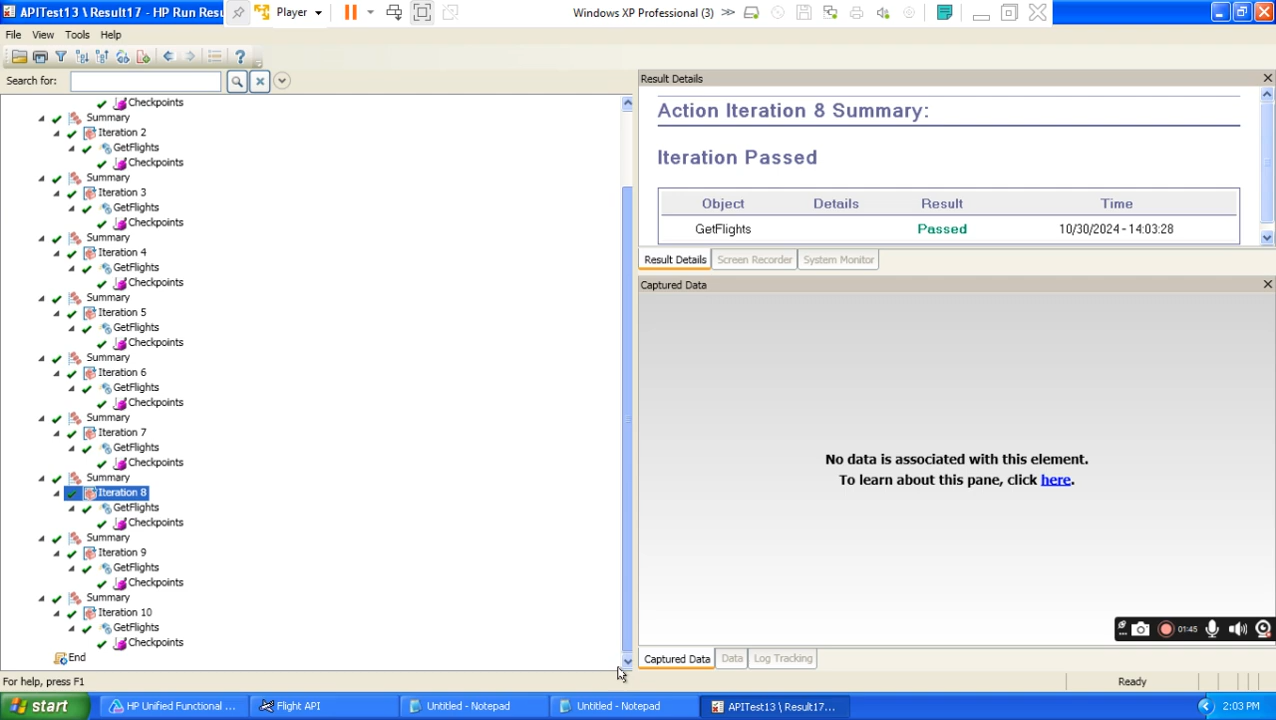 APITest13 \ Result17 - HP Run Resu
Player
Windows XP Professional (3)
File View Tools Help
Search for:
Checkpoints
Summary
Iteration 2
GetFlights
Checkpoints
Summary
Iteration 3
GetFlights
Checkpoints
Summary
Iteration 4
GetFlights
Checkpoints
Summary
Iteration 5
GetFlights
Checkpoints
Summary
Iteration 6
GetFlights
Checkpoints
Summary
Iteration 7
GetFlights
Checkpoints
Summary
Iteration 8
GetFlights
Checkpoints
Summary
Iteration 9
GetFlights
Checkpoints
Summary
Iteration 10
GetFlights
Checkpoints
End
Result Details
Action Iteration 8 Summary:
Iteration Passed
Object Details Result Time
GetFlights Passed 10/30/2024 - 14:03:28
Result Details Screen Recorder System Monitor
Captured Data
No data is associated with this element.
To learn about this pane, click here.
01:45
Captured Data Data Log Tracking
For help, press F1
Ready
start
HP Unified Functional ...
Flight API
Untitled - Notepad
Untitled - Notepad
APITest13 \ Result17...
2:03 PM